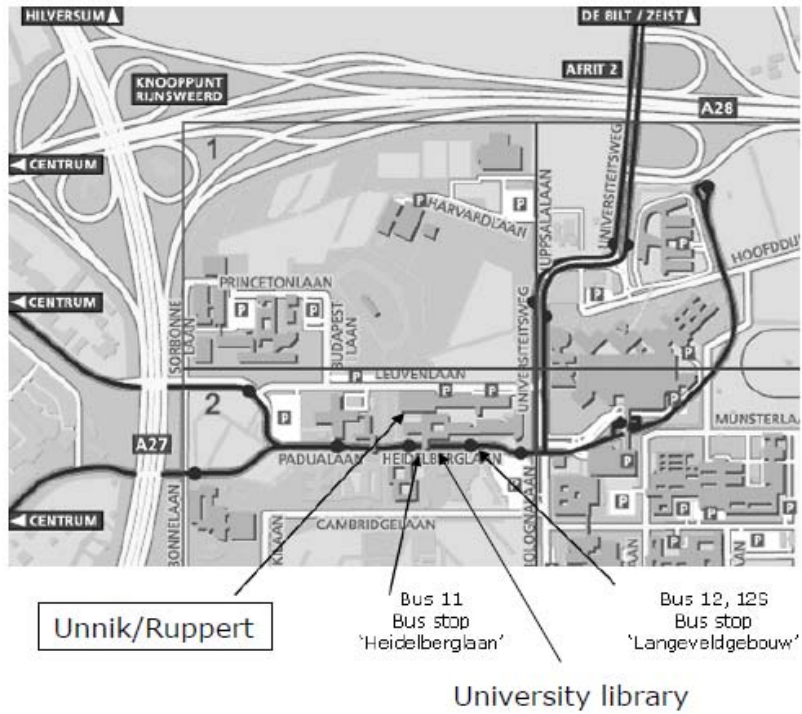 HILVERSUM
DE BILT / ZEIST
KNOOPPUNT
RIJNSWEERD
AFRIT 2
A28
CENTRUM
1
P
HARVARDLAAN
P
UPPSALALAAN
UNIVERSITEITSWEG
P
HOOFDDIJ
CENTRUM
PRINCETONLAAN
P
P
P
SORBONNE
LAAN
BUDAPEST
LAAN
UNIVERSITEITSWEG
P
P
LEUVENLAAN
P
P
P
2
P
MÜNSTERLAA
A27
PADUALAAN
HEIDELBERGLAAN
P
P
CENTRUM
CAMBRIDGELAAN
BONNELAAN
KLAAN
BOLOGNALAAN
P
P
P
P
P
LAAN
LAAN
Unnik/Ruppert
Bus 11
Bus stop
'Heidelberglaan'
Bus 12, 12S
Bus stop
'Langeveldgebouw'
University library